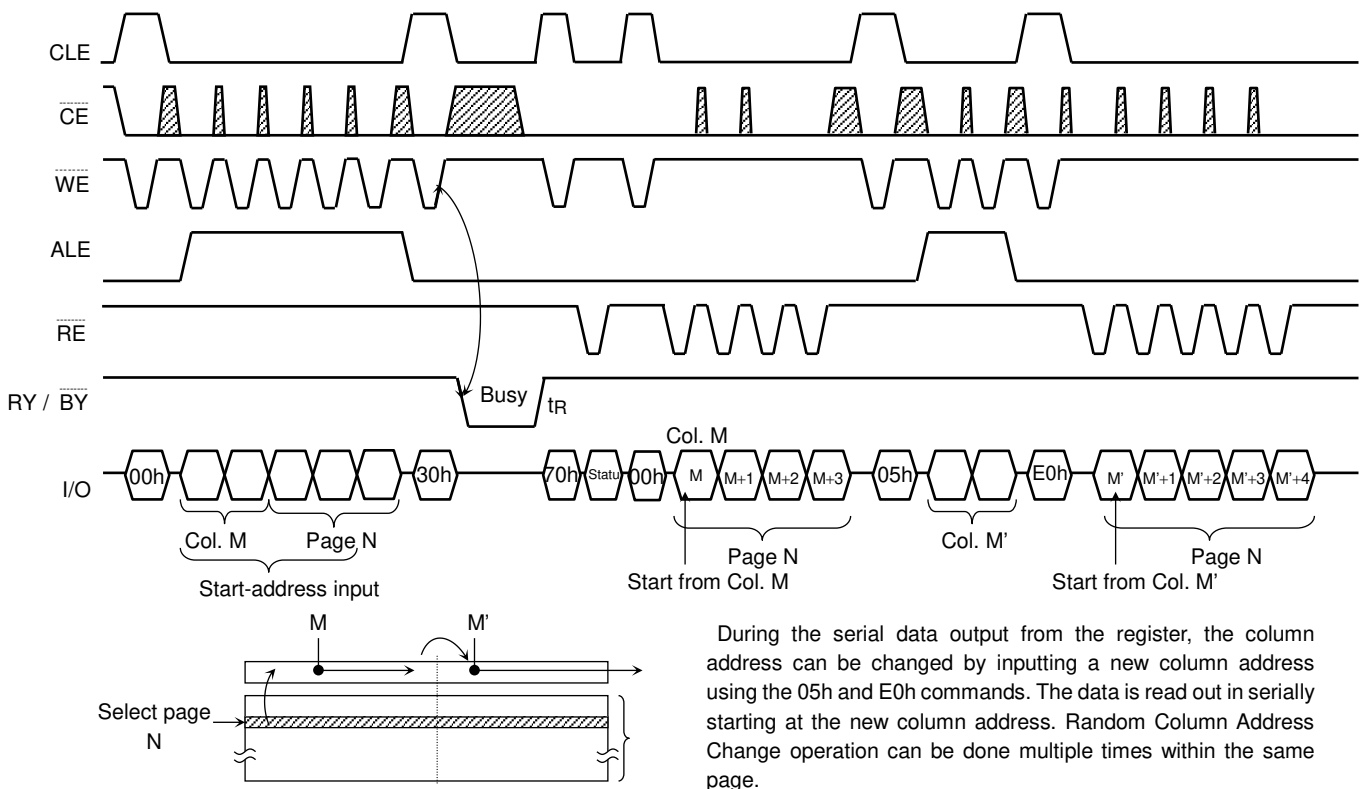 CLE
CE
WE
ALE
RE
RY / BY
Busy
tR
Col. M
I/O
00h
30h
70h
Statu
00h
M
M+1
M+2
M+3
05h
E0h
M'
M'+1
M'+2
M'+3
M'+4
Col. M
Page N
Start-address input
Page N
Start from Col. M
Col. M'
Page N
Start from Col. M'
M
M'
Select page
N
During the serial data output from the register, the column
address can be changed by inputting a new column address
using the 05h and E0h commands. The data is read out in serially
starting at the new column address. Random Column Address
Change operation can be done multiple times within the same
page.